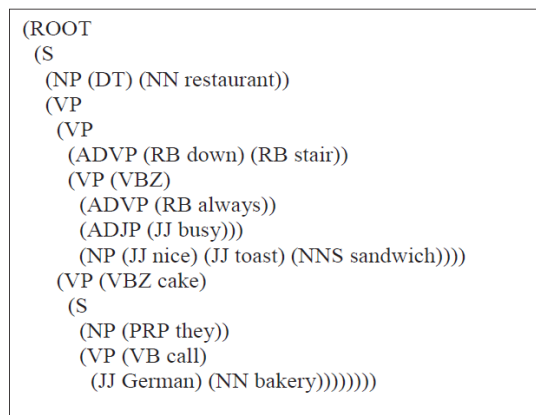 (ROOT
(S
(NP (DT) (NN restaurant))
(VP
(VP
(ADVP (RB down) (RB stair))
(VP (VBZ)
(ADVP (RB always))
(ADJP (JJ busy)))
(NP (JJ nice) (JJ toast) (NNS sandwich))))
(VP (VBZ cake)
(S
(NP (PRP they))
(VP (VB call)
(JJ German) (NN bakery))))))))